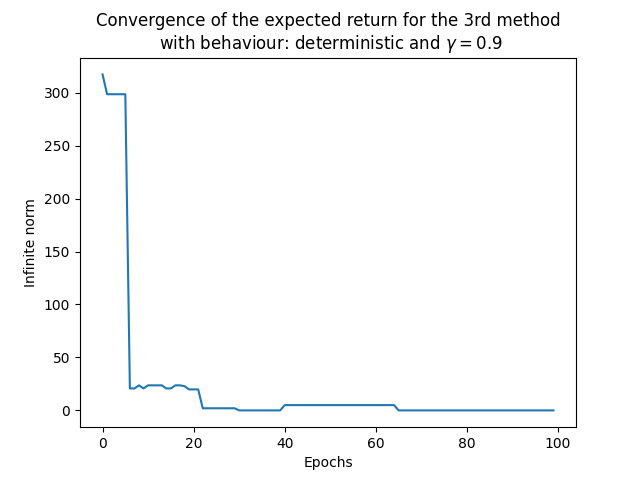 Convergence of the expected return for the 3rd method
with behaviour: deterministic and γ = 0.9
300
250
200
150
100
50
0
Infinite norm
0 20 40 60 80 100
Epochs